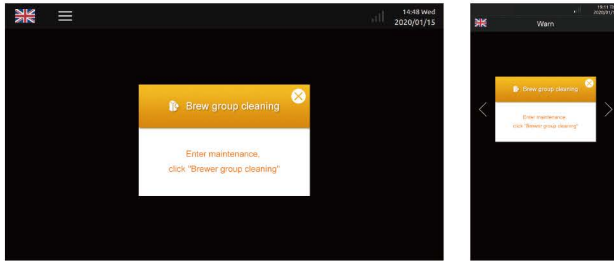 14:48 Wed
2020/01/15
Brew group cleaning
Enter maintenance,
click "Brewer group cleaning"
Warn
Brew group cleaning
Enter maintenance
click "Brewer group cleaning"